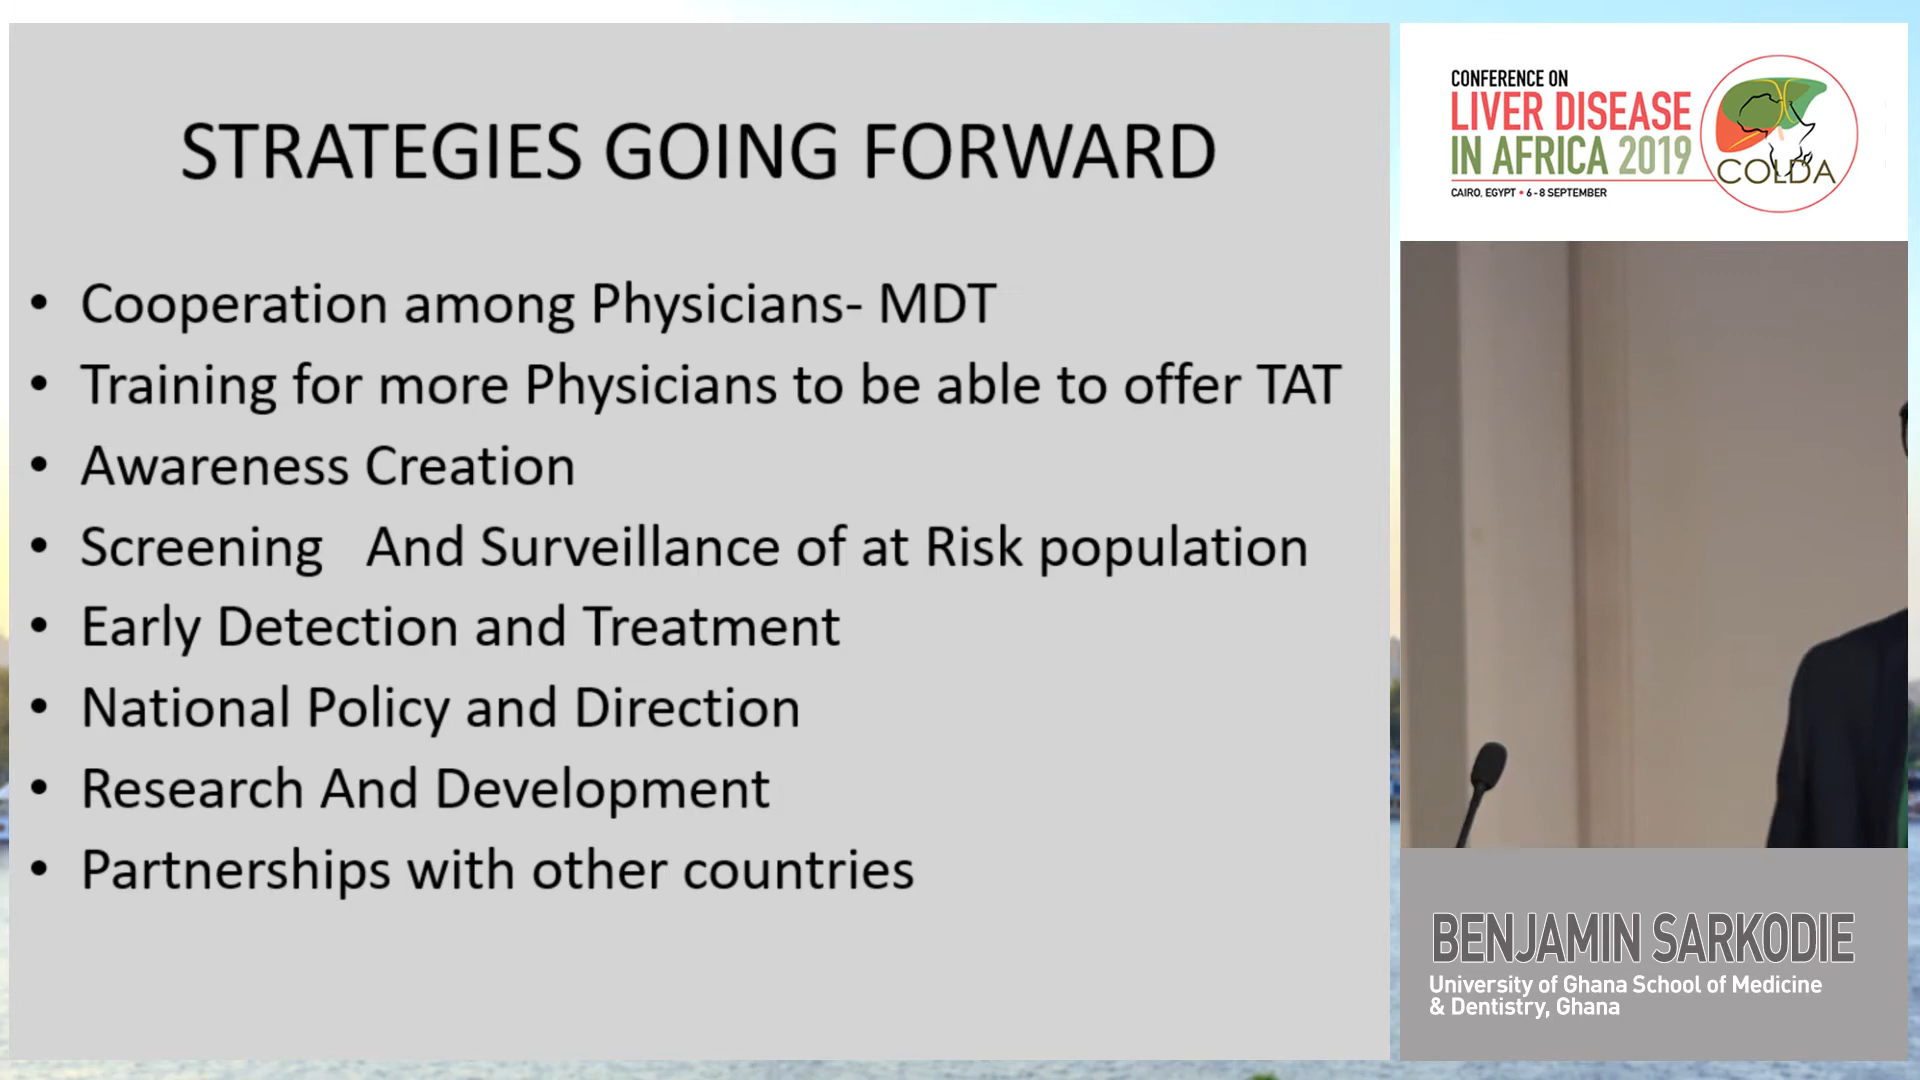 STRATEGIES GOING FORWARD
• Cooperation among Physicians- MDT
• Training for more Physicians to be able to offer TAT
• Awareness Creation
• Screening   And Surveillance of at Risk population
• Early Detection and Treatment
• National Policy and Direction
• Research And Development
• Partnerships with other countries
CONFERENCE ON
LIVER DISEASE
IN AFRICA 2019
CAIRO, EGYPT • 6-8 SEPTEMBER
COLDA
BENJAMIN SARKODIE
University of Ghana School of Medicine
& Dentistry, Ghana